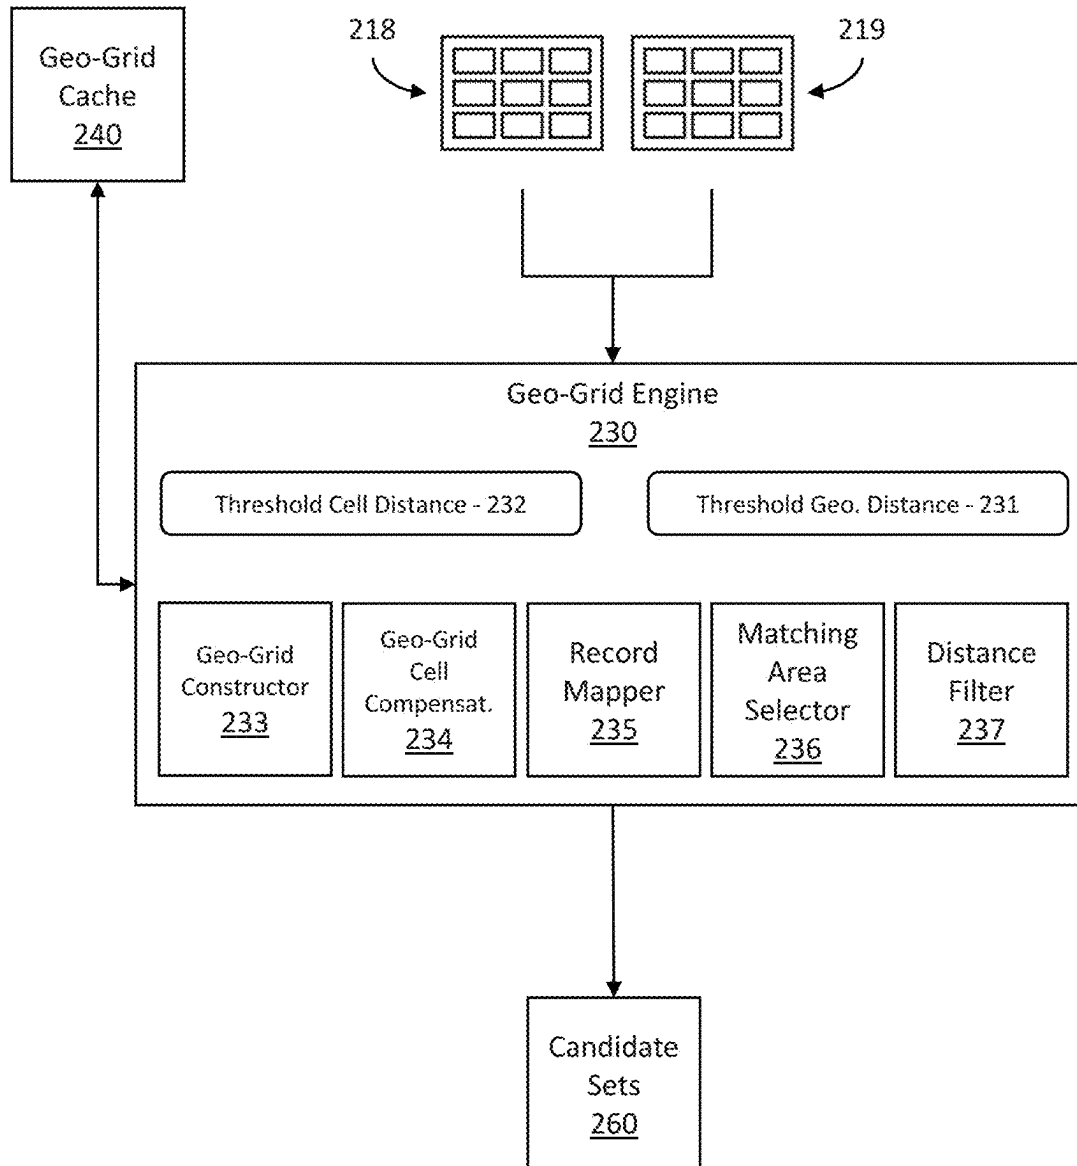 Geo-Grid
Cache
240
218
219
Geo-Grid Engine
230
Threshold Cell Distance - 232
Threshold Geo. Distance - 231
Geo-Grid
Constructor
233
Geo-Grid
Cell
Compensat.
234
Record
Mapper
235
Matching
Area
Selector
236
Distance
Filter
237
Candidate
Sets
260